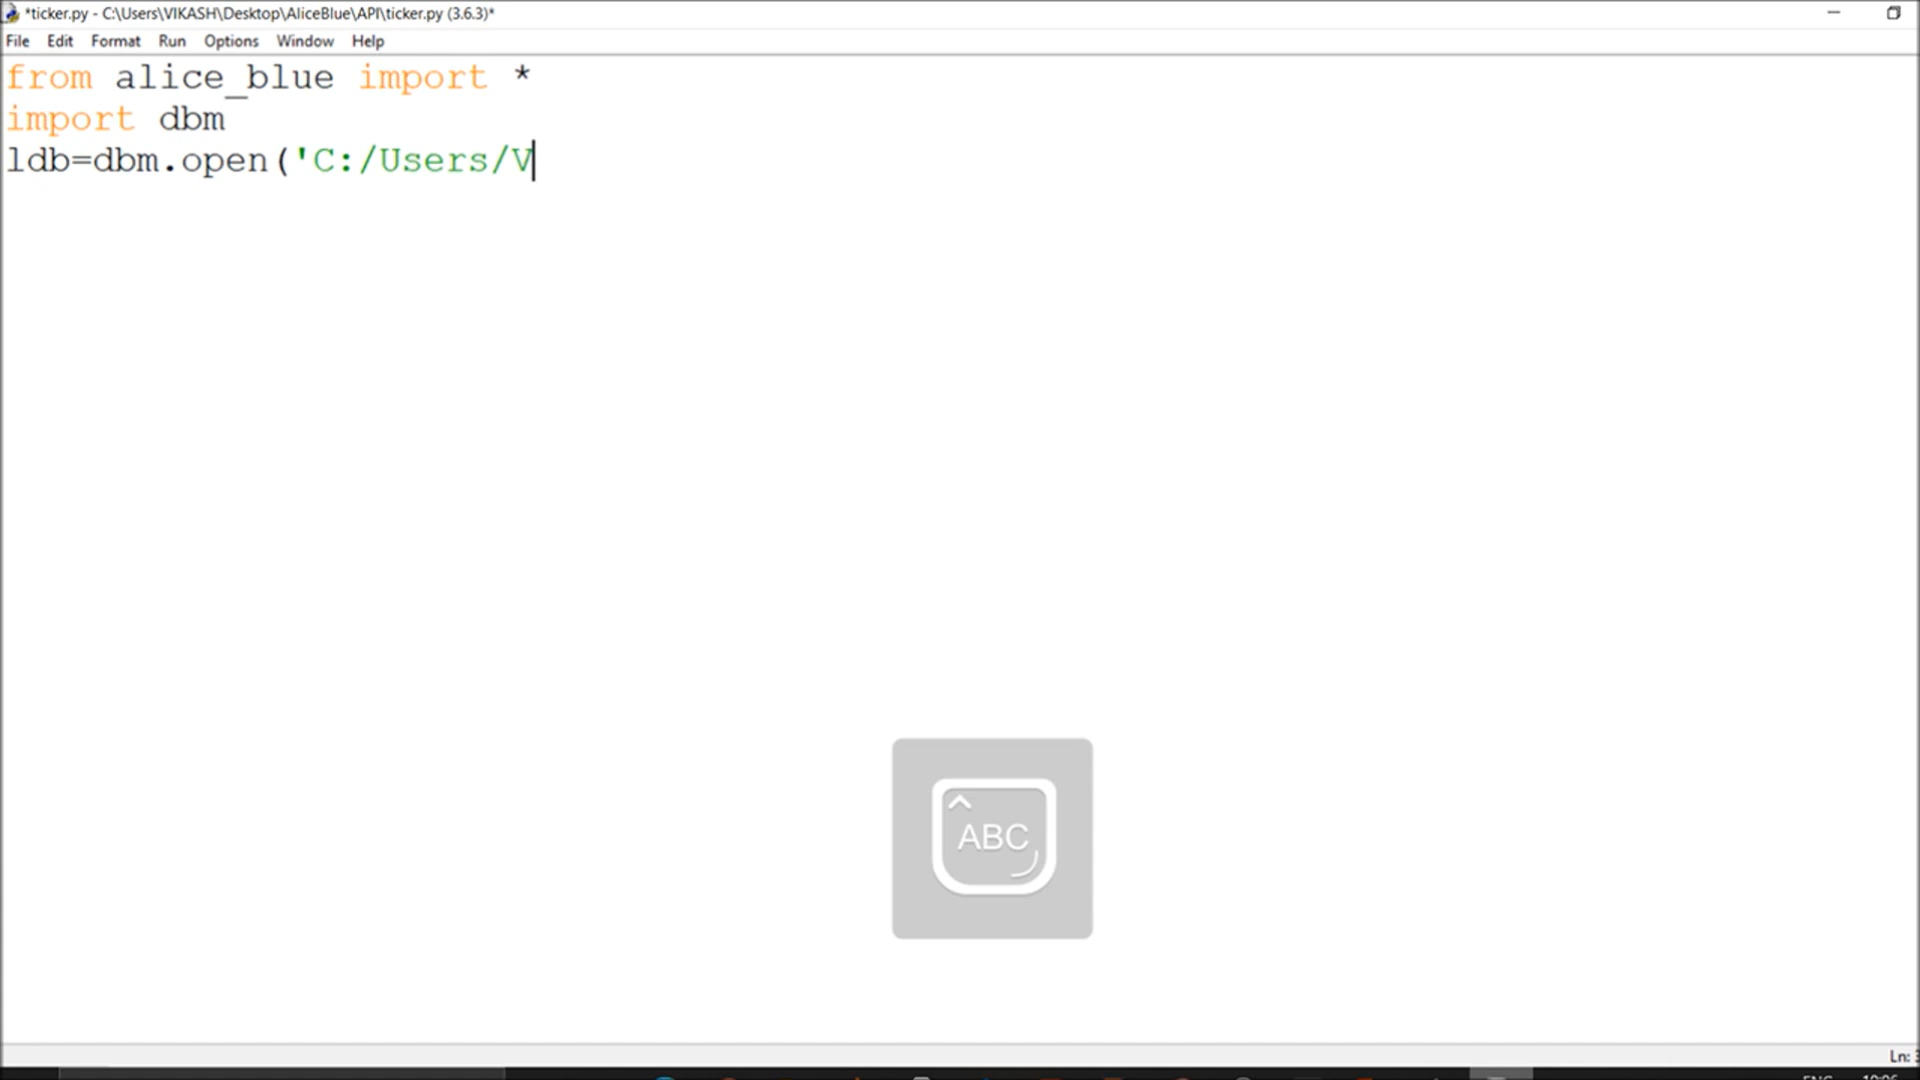 *ticker.py - C:\Users\VIKASH\Desktop\AliceBlue\API\ticker.py (3.6.3)*
File Edit Format Run Options Window Help
from alice_blue import *
import dbm
ldb=dbm.open('C:/Users/V
ABC
Ln: